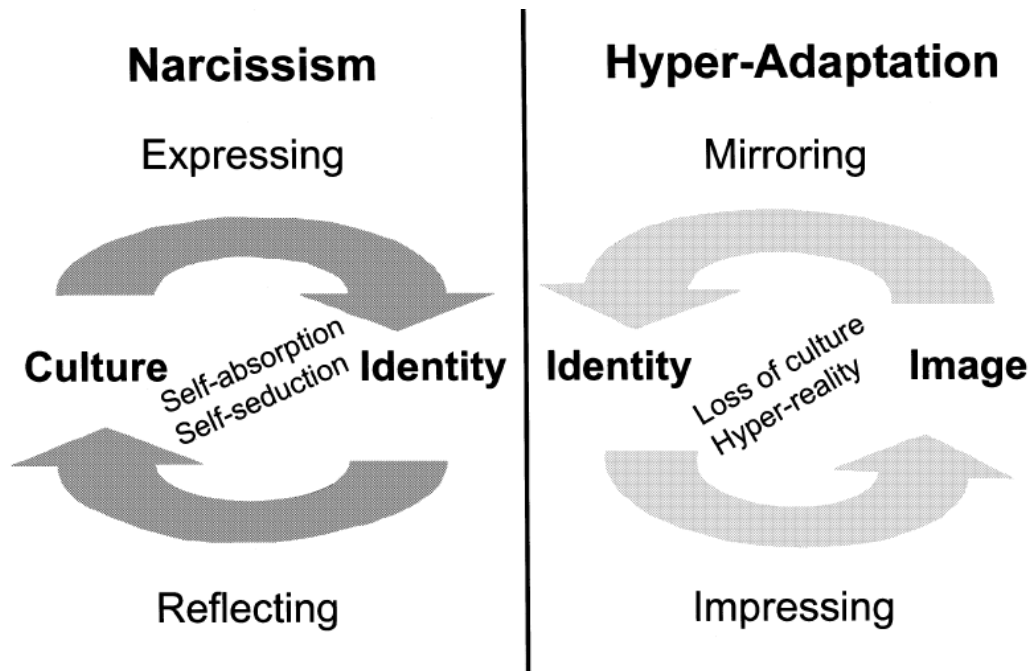 Narcissism
Expressing
Culture
Self-absorption
Self-seduction
Identity
Reflecting
Hyper-Adaptation
Mirroring
Identity
Loss of culture
Hyper-reality
Image
Impressing